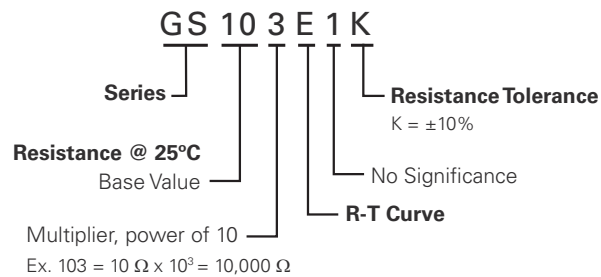 GS 10 3 E 1 K
Series
Resistance Tolerance
K = ±10%
Resistance @ 25ºC
Base Value
No Significance
R-T Curve
Multiplier, power of 10
Ex. 103 = 10 Ω x 10³ = 10,000 Ω